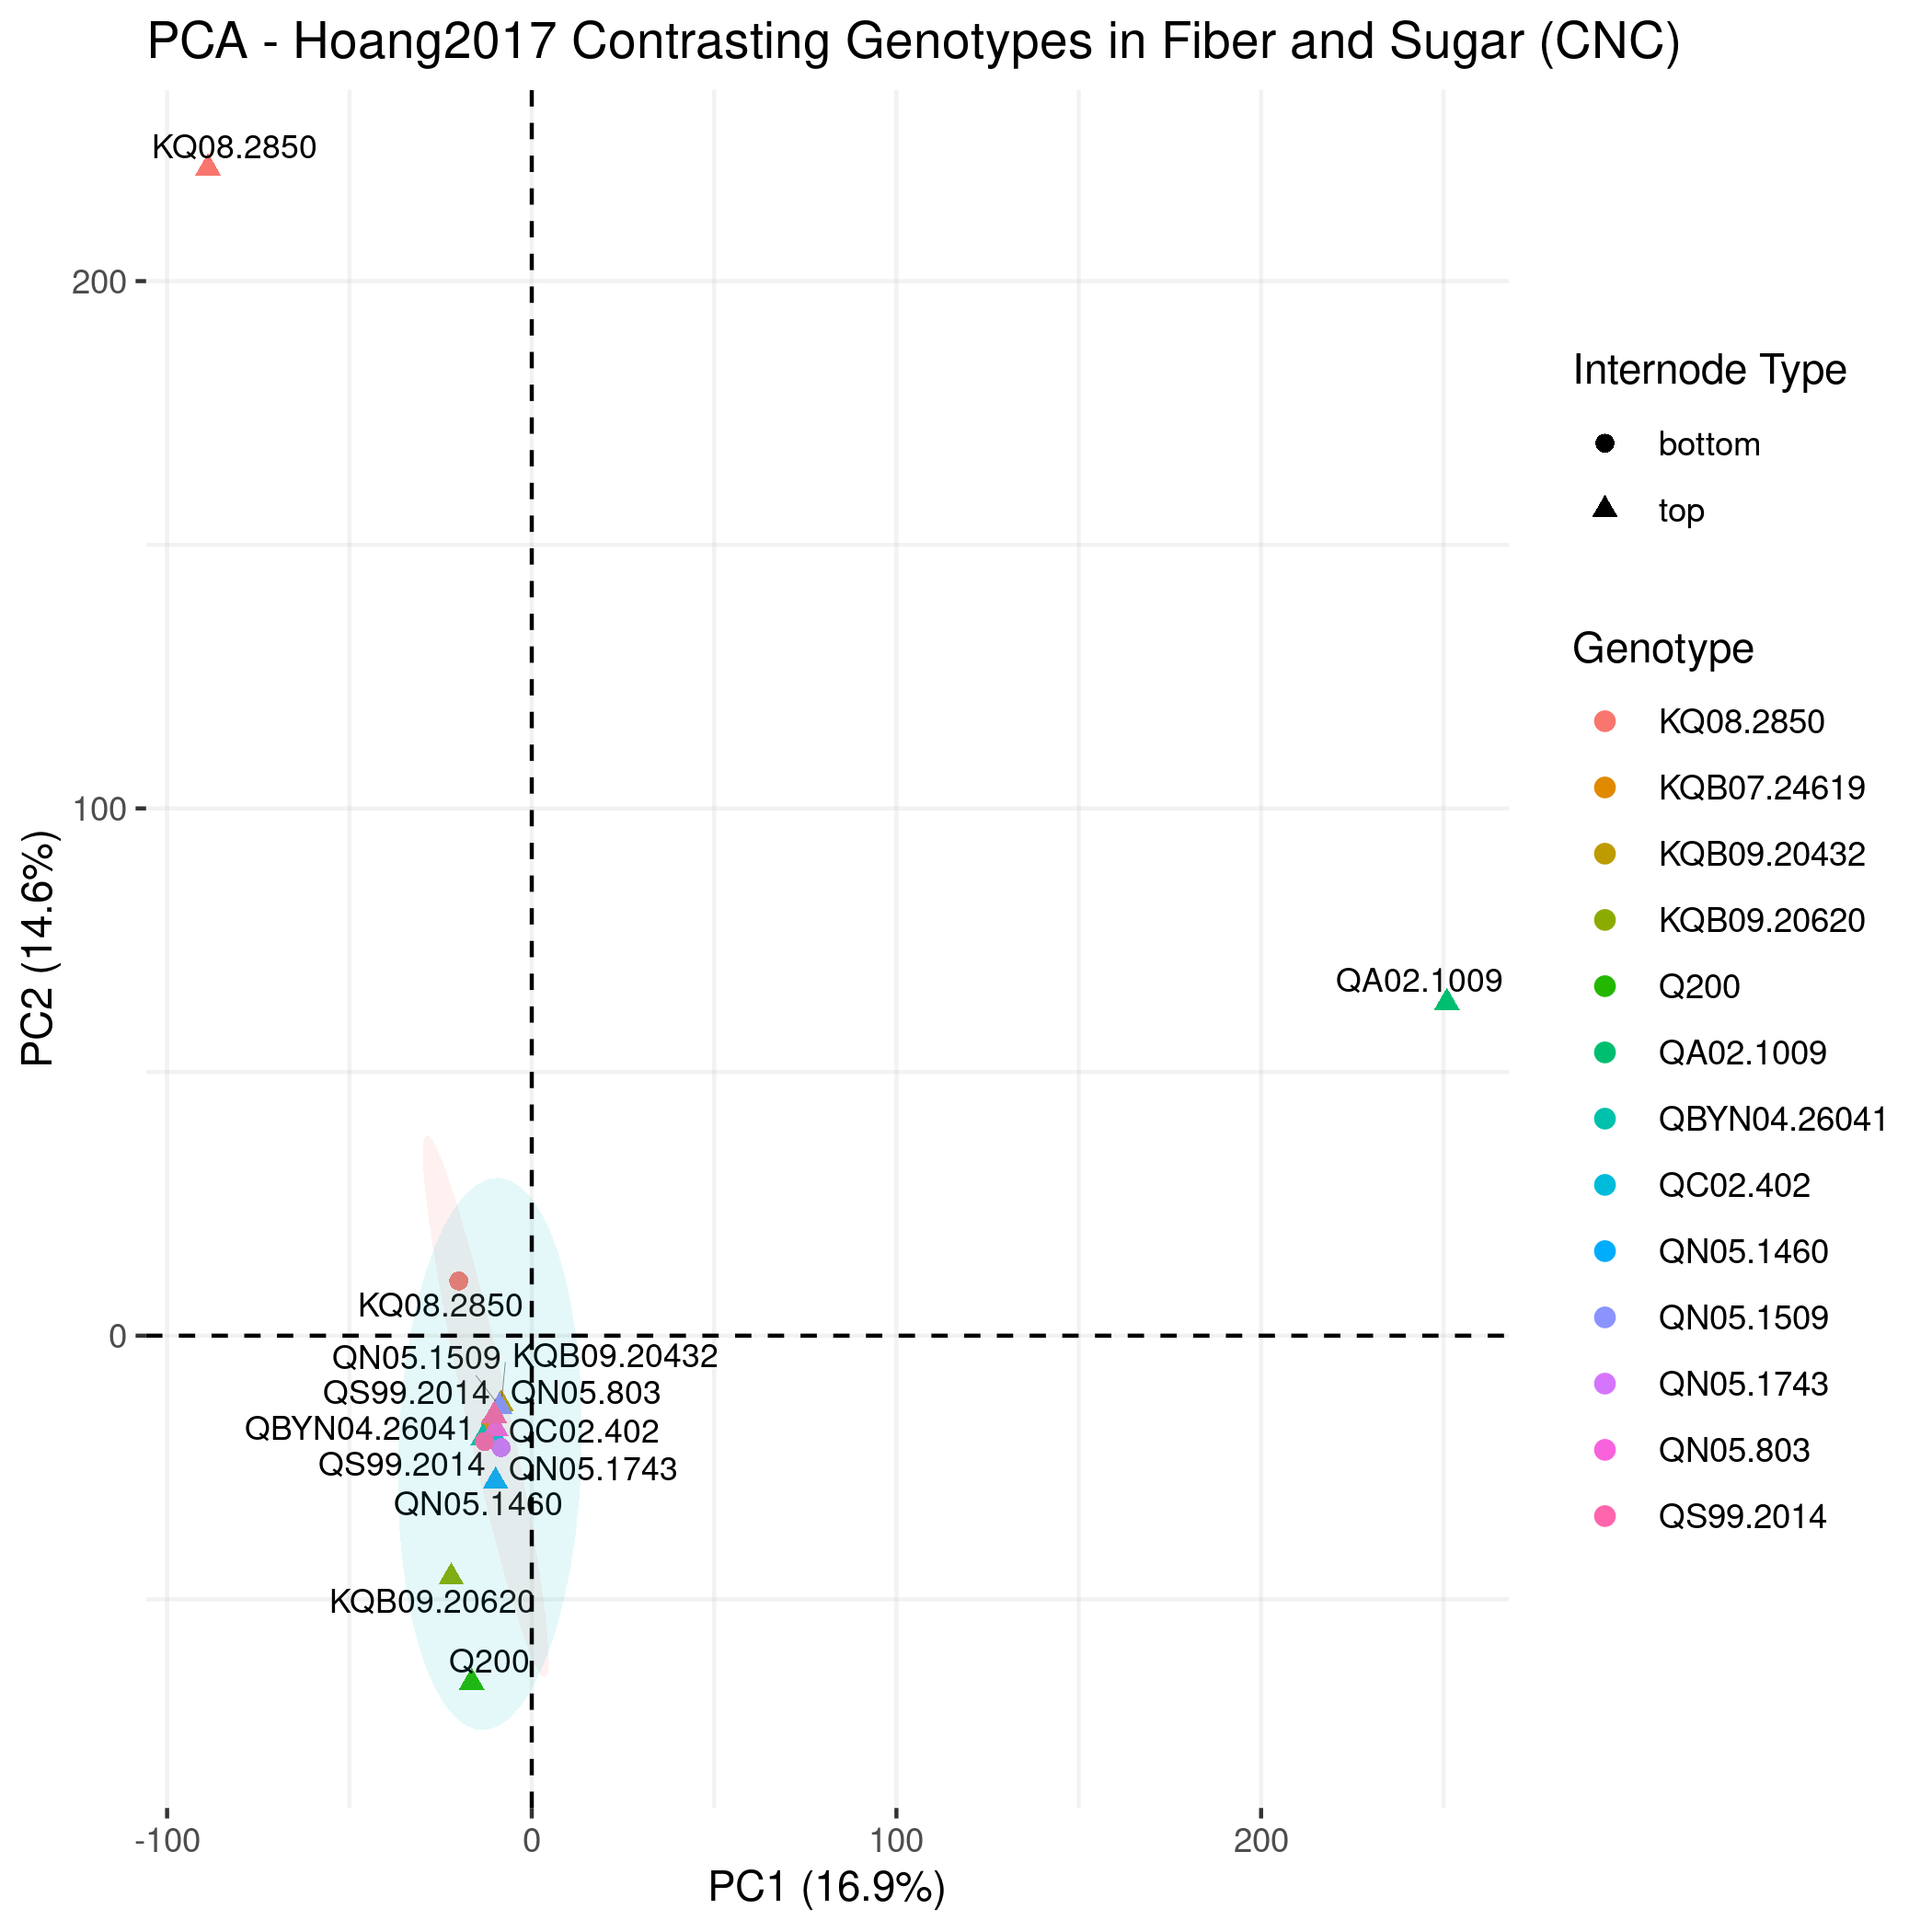 PCA - Hoang2017 Contrasting Genotypes in Fiber and Sugar (CNC)
KQ08.2850
200
100
0
PC2 (14.6%)
QA02.1009
KQ08.2850
QN05.1509 KQB09.20432
QS99.2014 QN05.803
QBYN04.26041 QC02.402
QS99.2014 QN05.1743
QN05.1460
KQB09.20620
Q200
-100 0 100 200
PC1 (16.9%)
Internode Type
bottom
top
Genotype
KQ08.2850
KQB07.24619
KQB09.20432
KQB09.20620
Q200
QA02.1009
QBYN04.26041
QC02.402
QN05.1460
QN05.1509
QN05.1743
QN05.803
QS99.2014